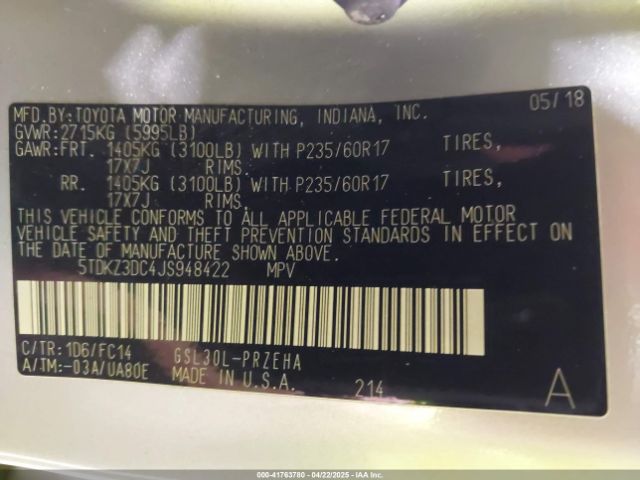 MFD.BY:TOYOTA MOTOR MANUFACTURING, INDIANA, INC. 05/18
GVWR:2715KG (5995LB)
GAWR:FRT. 1405KG (3100LB) WITH P235/60R17 TIRES,
17X7J RIMS.
RR. 1405KG (3100LB) WITH P235/60R17 TIRES,
17X7J RIMS.
THIS VEHICLE CONFORMS TO ALL APPLICABLE FEDERAL MOTOR
VEHICLE SAFETY AND THEFT PREVENTION STANDARDS IN EFFECT ON
THE DATE OF MANUFACTURE SHOWN ABOVE.
5TDKZ3DC4JS948422 MPV
C/TR:1D6/FC14 GSL30L-PRZEHA
A/TM:-03A/UA80E MADE IN U.S.A. 214 A
000-41763780 - 04/22/2025 - IAAI. Inc.